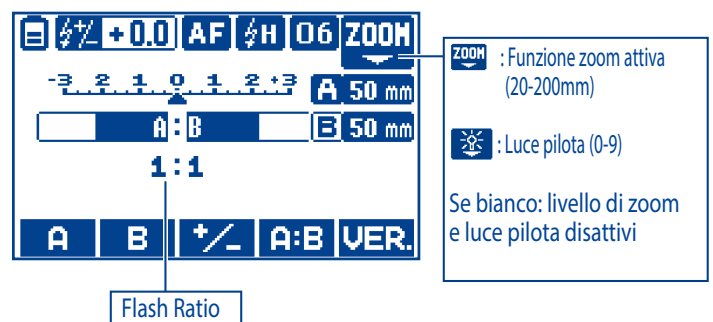 +0.0 AF H 06 ZOOM
-3 2 1 0 1 2 +3 A 50 mm
A:B B 50 mm
1:1
A B +/- A:B VER.
Flash Ratio
ZOOM : Funzione zoom attiva
(20-200mm)
: Luce pilota (0-9)
Se bianco: livello di zoom
e luce pilota disattivi